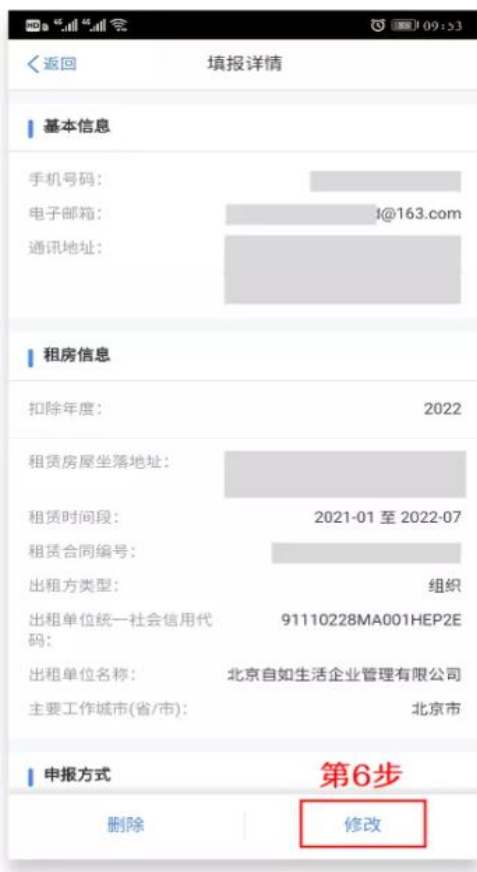 HD B 4G 4G 09:53
返回 填报详情
基本信息
手机号码：
电子邮箱： @163.com
通讯地址：
租房信息
扣除年度： 2022
租赁房屋坐落地址：
租赁时间段： 2021-01 至 2022-07
租赁合同编号：
出租方类型： 组织
出租单位统一社会信用代 91110228MA001HEP2E
码：
出租单位名称： 北京自如生活企业管理有限公司
主要工作城市(省/市)： 北京市
申报方式 第6步
删除 修改